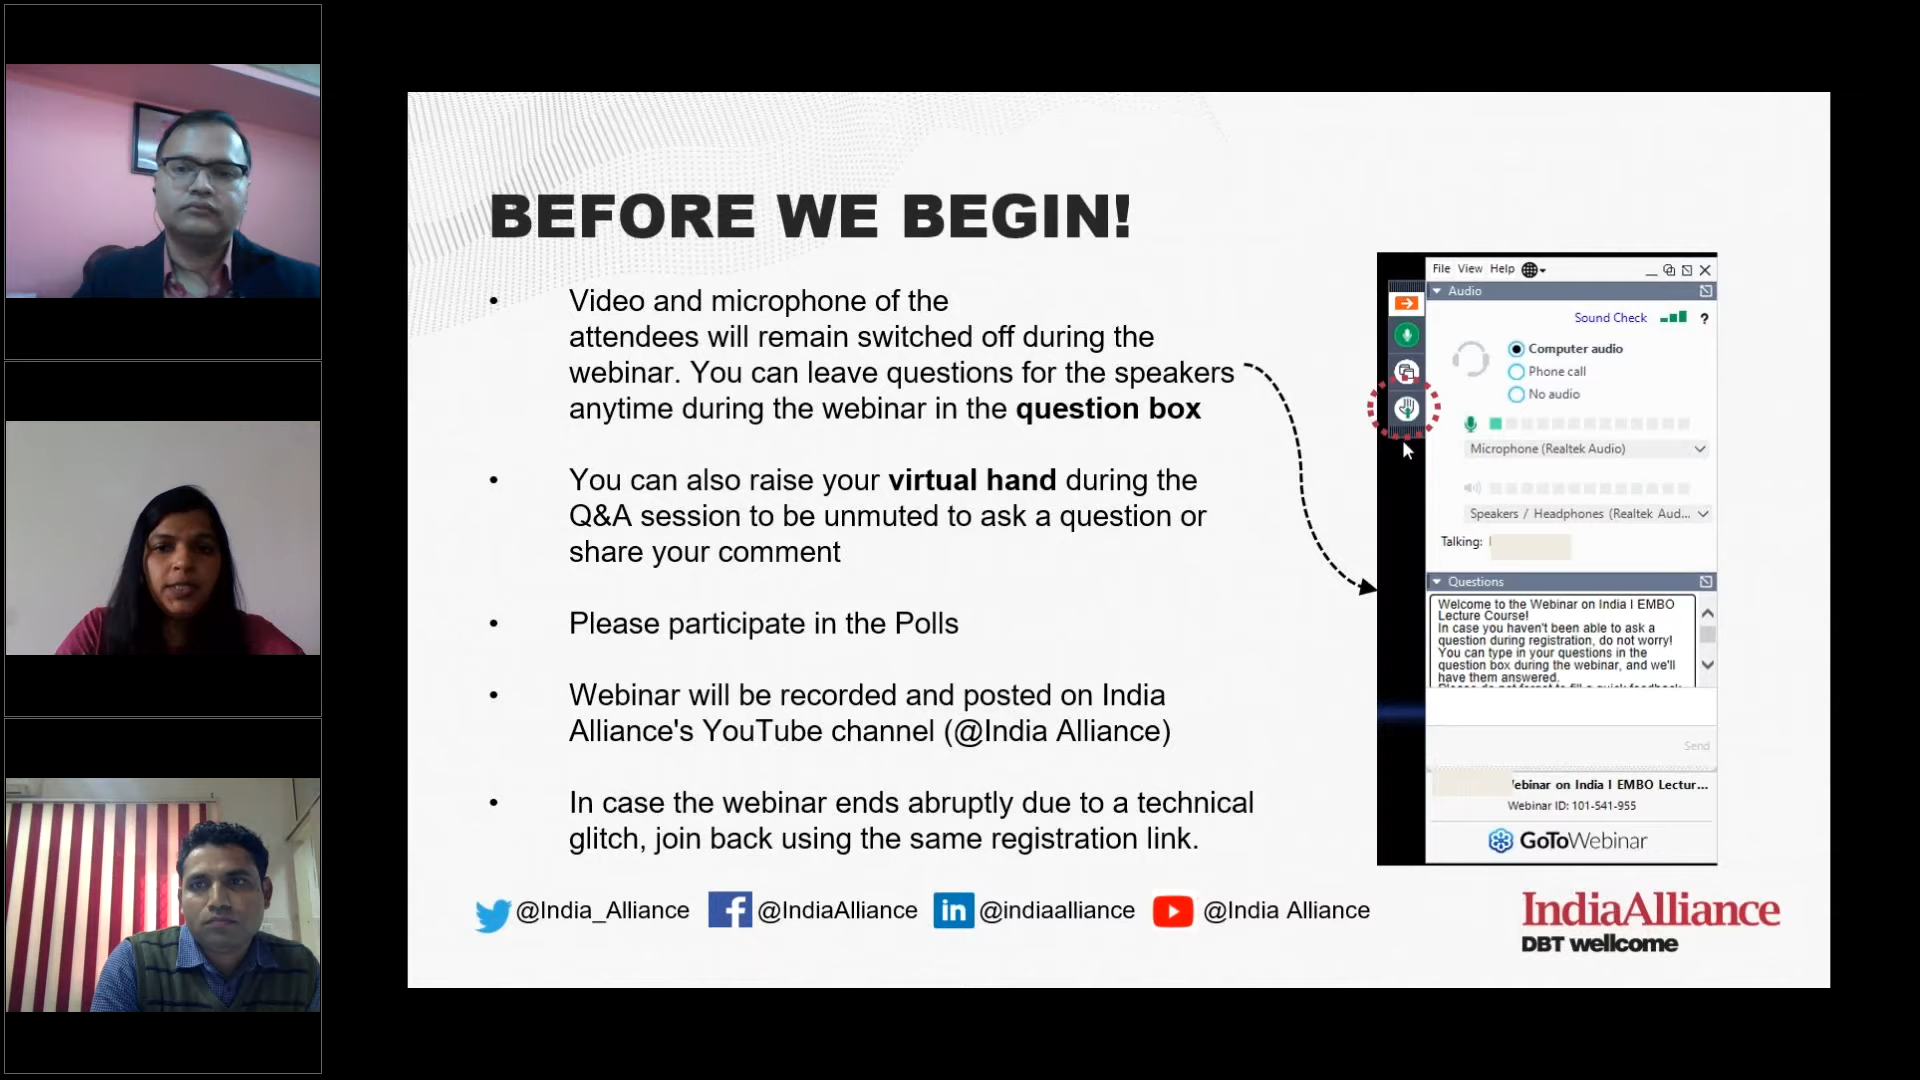 BEFORE WE BEGIN!
• Video and microphone of the
attendees will remain switched off during the
webinar. You can leave questions for the speakers
anytime during the webinar in the question box
• You can also raise your virtual hand during the
Q&A session to be unmuted to ask a question or
share your comment
• Please participate in the Polls
• Webinar will be recorded and posted on India
Alliance's YouTube channel (@India Alliance)
• In case the webinar ends abruptly due to a technical
glitch, join back using the same registration link.
@India_Alliance @IndiaAlliance @indiaalliance @India Alliance
File View Help
Audio
Sound Check ?
Computer audio
Phone call
No audio
Microphone (Realtek Audio)
Speakers / Headphones (Realtek Aud...
Talking:
Questions
Welcome to the Webinar on India I EMBO
Lecture Course!
In case you haven't been able to ask a
question during registration, do not worry!
You can type in your questions in the
question box during the webinar, and we'll
have them answered.
Send
ebinar on India I EMBO Lectur...
Webinar ID: 101-541-955
GoToWebinar
IndiaAlliance
DBT wellcome